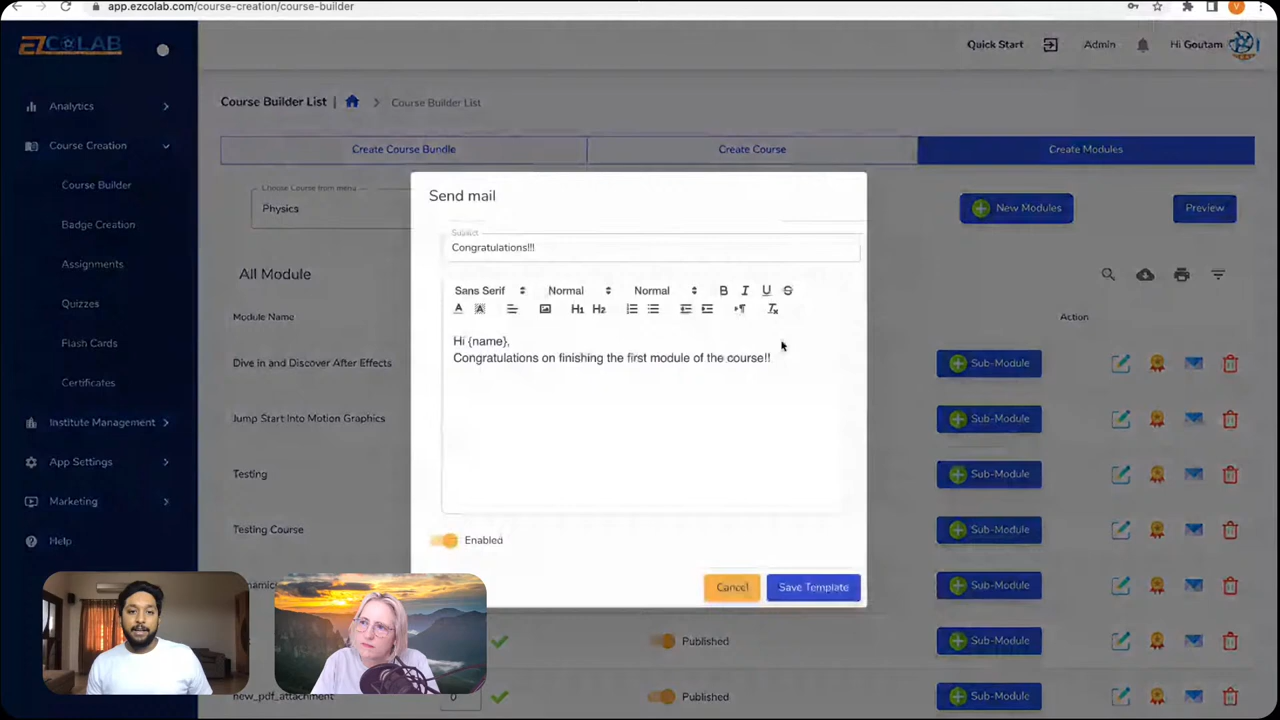 app.ezcolab.com/course-creation/course-builder
V
EZCOLAB
Quick Start
Admin
Hi Goutam
Analytics
Course Creation
Course Builder
Badge Creation
Assignments
Quizzes
Flash Cards
Certificates
Institute Management
App Settings
Marketing
Help
Course Builder List |
Course Builder List
Create Course Bundle
Create Course
Create Modules
Choose Course from menu
Physics
New Modules
Preview
All Module
Module Name
Action
Dive in and Discover After Effects
Sub-Module
Jump Start Into Motion Graphics
Sub-Module
Testing
Sub-Module
Testing Course
Sub-Module
Sub-Module
Published
Sub-Module
new_pdf_attachment
0
Published
Sub-Module
Send mail
Subject
Congratulations!!!
Sans Serif
Normal
Normal
B I U S
A A H1 H2
Hi {name},
Congratulations on finishing the first module of the course!!
Enabled
Cancel
Save Template